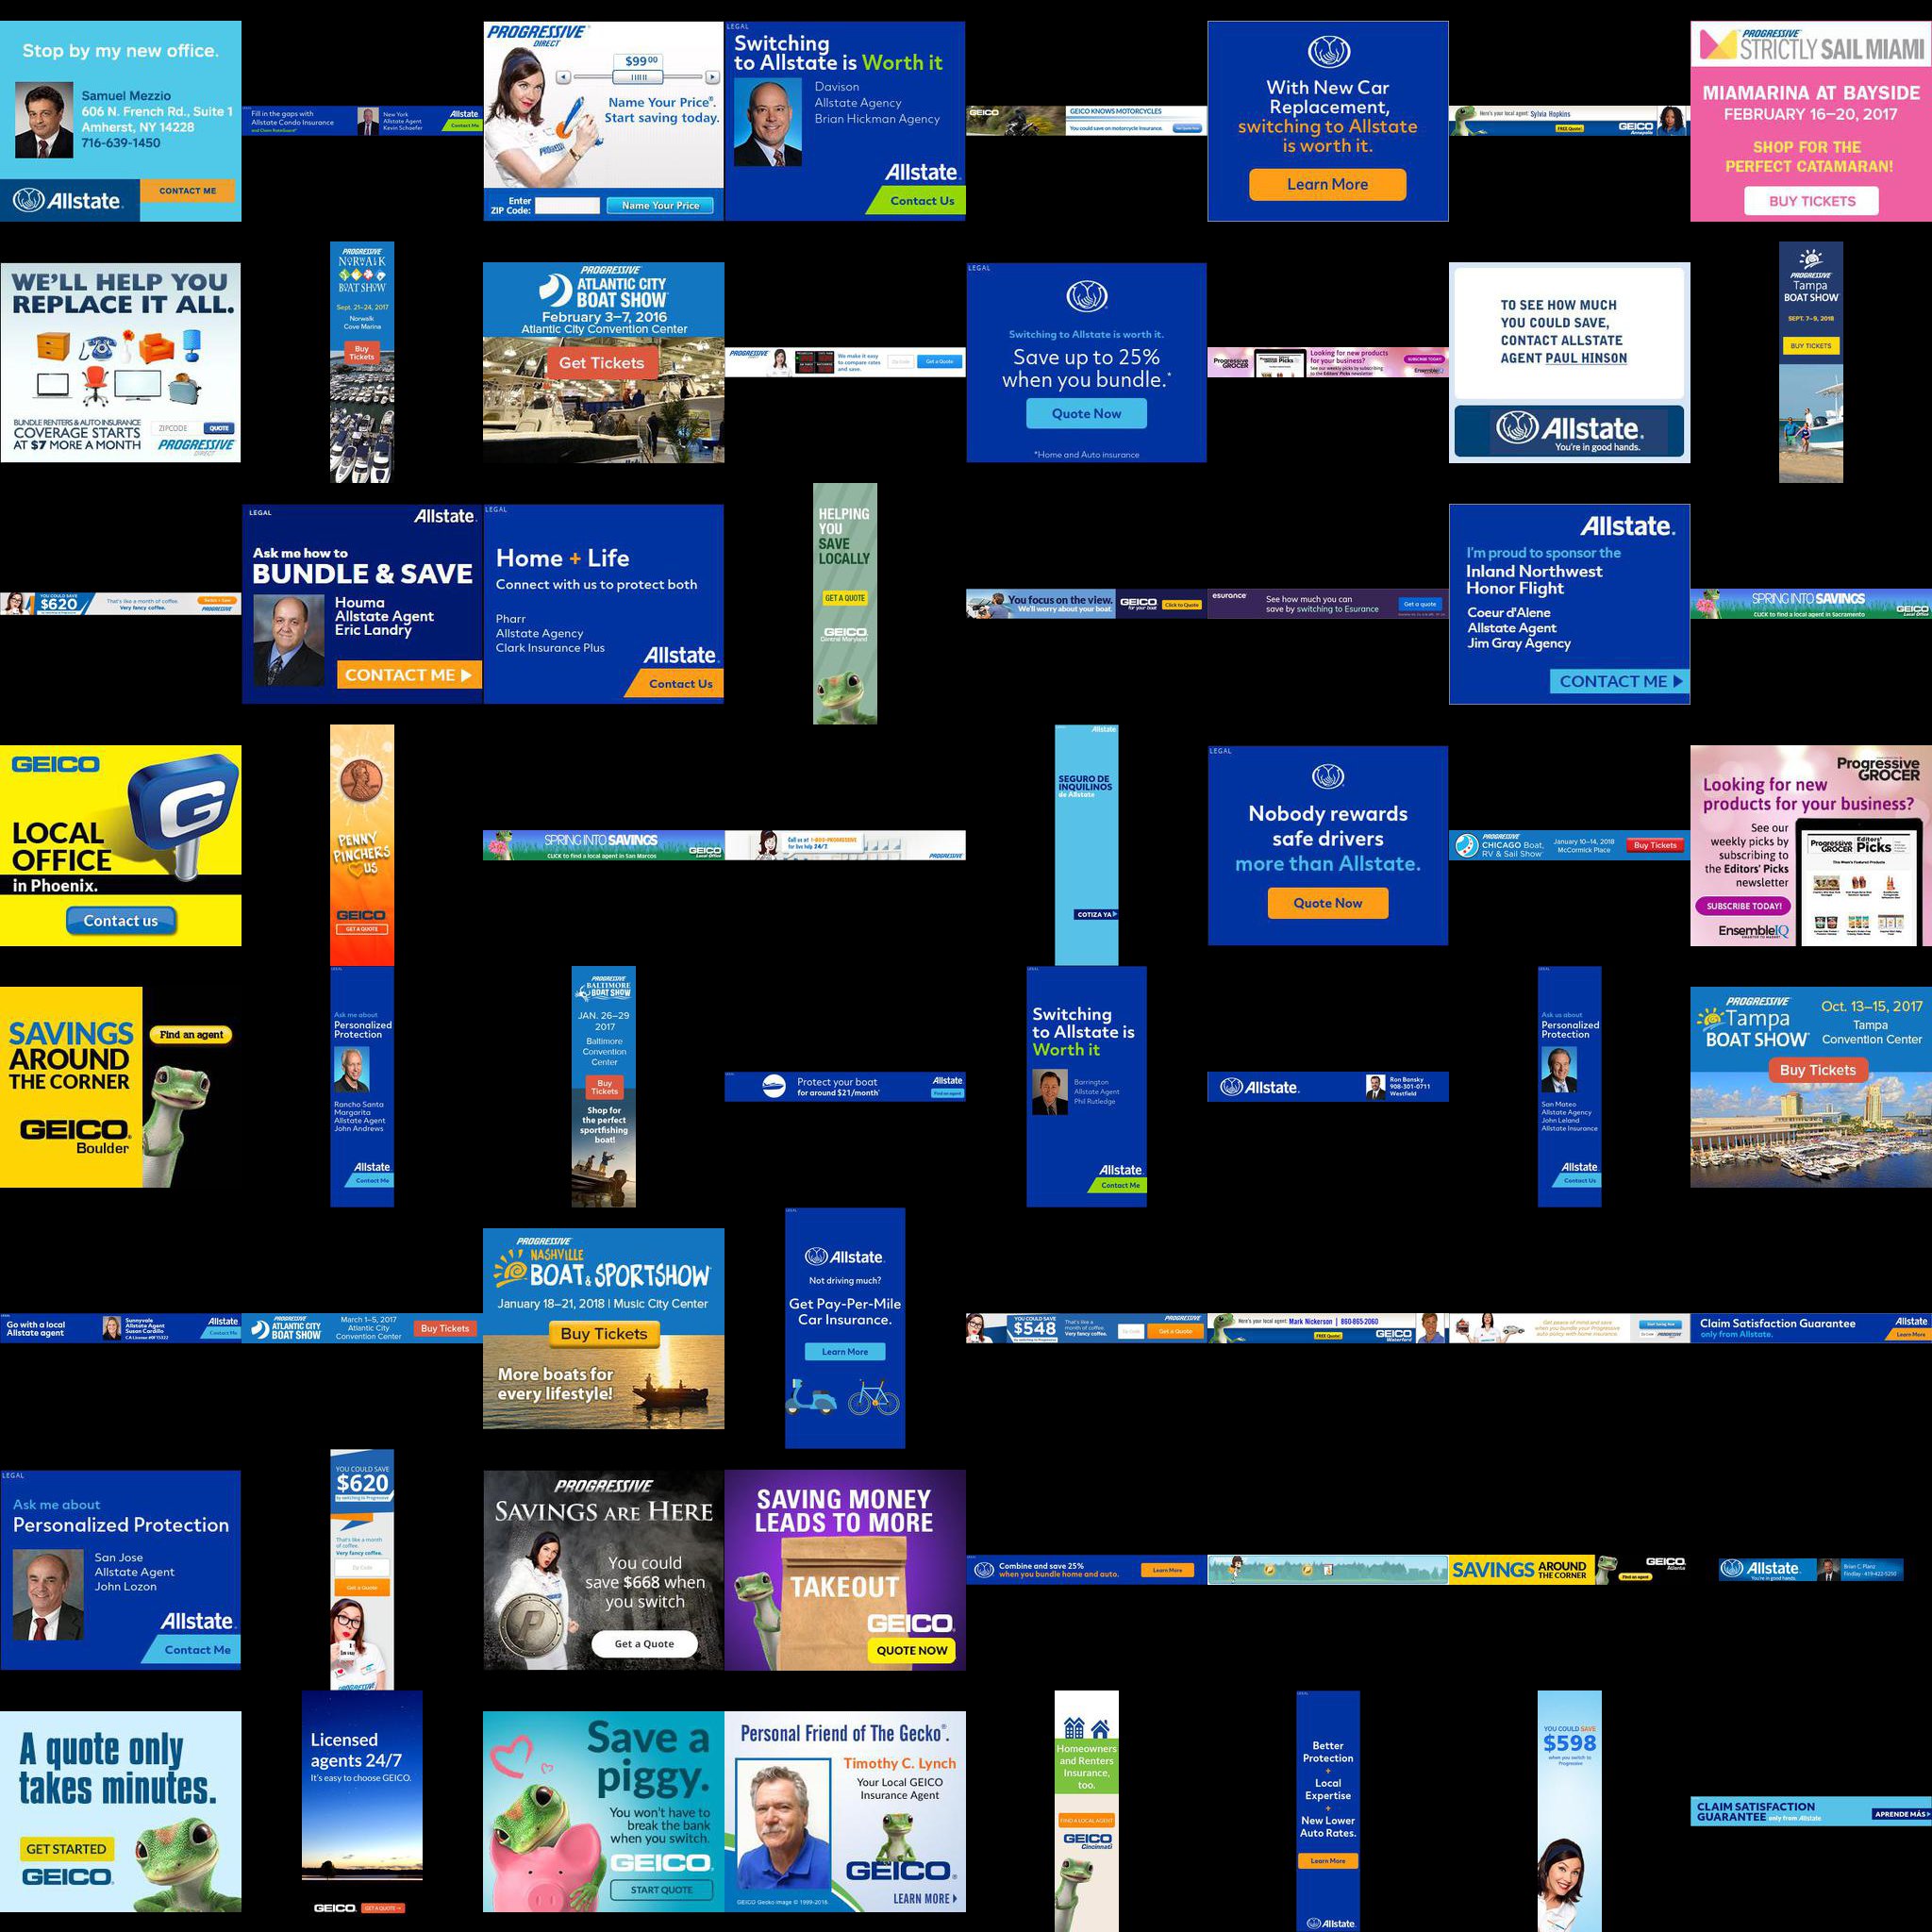 Stop by my new office.
Samuel Mezzio
606 N. French Rd., Suite 1
Amherst, NY 14228
716-639-1450
Allstate.
CONTACT ME
Fill in the gaps with
Allstate Condo Insurance
New York
Allstate Agent
Kevin Schaefer
Allstate
Contact Me
PROGRESSIVE
DIRECT
$99.00
Name Your Price®.
Start saving today.
Enter
ZIP Code:
Name Your Price
LEGAL
Switching
to Allstate is Worth it
Davison
Allstate Agency
Brian Hickman Agency
Allstate.
Contact Us
GEICO
GEICO KNOWS MOTORCYCLES
You could save on motorcycle insurance.
With New Car
Replacement,
switching to Allstate
is worth it.
Learn More
Here's your local agent: Sylvia Hopkins
FREE Quote!
GEICO
Annapolis
PROGRESSIVE
STRICTLY SAIL MIAMI
MIAMARINA AT BAYSIDE
FEBRUARY 16–20, 2017
SHOP FOR THE
PERFECT CATAMARAN!
BUY TICKETS
WE'LL HELP YOU
REPLACE IT ALL.
BUNDLE RENTERS & AUTO INSURANCE
COVERAGE STARTS
AT $7 MORE A MONTH
ZIPCODE
QUOTE
PROGRESSIVE
DIRECT
PROGRESSIVE
NORWALK
BOAT SHOW
Sept. 21-24, 2017
Norwalk
Cove Marina
Buy
Tickets
PROGRESSIVE
ATLANTIC CITY
BOAT SHOW
February 3–7, 2016
Atlantic City Convention Center
Get Tickets
PROGRESSIVE
We make it easy
to compare rates
and save.
Get a Quote
LEGAL
Switching to Allstate is worth it.
Save up to 25%
when you bundle.*
Quote Now
*Home and Auto insurance
Progressive
GROCER
Picks
Looking for new products
for your business?
See our weekly picks by subscribing
to the Editors' Picks newsletter
SUBSCRIBE TODAY!
EnsembleIQ
TO SEE HOW MUCH
YOU COULD SAVE,
CONTACT ALLSTATE
AGENT PAUL HINSON
Allstate.
You're in good hands.
PROGRESSIVE
Tampa
BOAT SHOW
SEPT. 7–9, 2018
BUY TICKETS
YOU COULD SAVE
$620
That's like a month of coffee.
Very fancy coffee.
PROGRESSIVE
LEGAL
Allstate.
Ask me how to
BUNDLE & SAVE
Houma
Allstate Agent
Eric Landry
CONTACT ME
LEGAL
Home + Life
Connect with us to protect both
Pharr
Allstate Agency
Clark Insurance Plus
Allstate.
Contact Us
HELPING
YOU
SAVE
LOCALLY
GET A QUOTE
GEICO
Central Maryland
You focus on the view.
We'll worry about your boat.
GEICO
for your boat
Click to Quote
esurance
See how much you can
save by switching to Esurance
Get a quote
Allstate.
I'm proud to sponsor the
Inland Northwest
Honor Flight
Coeur d'Alene
Allstate Agent
Jim Gray Agency
CONTACT ME
SPRING INTO SAVINGS
CLICK to find a local agent in Sacramento
GEICO
Local Office
GEICO
LOCAL
OFFICE
in Phoenix.
Contact us
PENNY
PINCHERS
US
GEICO
GET A QUOTE
SPRING INTO SAVINGS
CLICK to find a local agent in San Marcos
GEICO
Local Office
Call us at 1-800-PROGRESSIVE
for live help 24/7
PROGRESSIVE
Allstate
SEGURO DE
INQUILINOS
de Allstate
COTIZA YA
LEGAL
Nobody rewards
safe drivers
more than Allstate.
Quote Now
PROGRESSIVE
CHICAGO Boat,
RV & Sail Show
January 10–14, 2018
McCormick Place
Buy Tickets
Progressive
GROCER
Looking for new
products for your business?
See our
weekly picks by
subscribing to
the Editors' Picks
newsletter
SUBSCRIBE TODAY!
EnsembleIQ
Progressive
GROCER
Editors'
Picks
SAVINGS
AROUND
THE CORNER
GEICO
Boulder
Find an agent
Ask me about
Personalized
Protection
Rancho Santa
Margarita
Allstate Agent
John Andrews
Allstate
Contact Me
PROGRESSIVE
BALTIMORE
BOAT SHOW
JAN. 26–29
2017
Baltimore
Convention
Center
Buy
Tickets
Shop for
the perfect
sportfishing
boat!
Protect your boat
for around $21/month
Allstate
Find an agent
Switching
to Allstate is
Worth it
Barrington
Allstate Agent
Phil Rutledge
Allstate
Contact Me
Allstate.
Ron Bansky
908-301-0711
Westfield
Ask us about
Personalized
Protection
San Mateo
Allstate Agency
John Leland
Allstate Insurance
Allstate
Contact Us
PROGRESSIVE
Tampa
BOAT SHOW
Oct. 13–15, 2017
Tampa
Convention Center
Buy Tickets
Go with a local
Allstate agent
Sunnyvale
Allstate Agent
Susan Cardillo
Allstate
Contact Me
PROGRESSIVE
ATLANTIC CITY
BOAT SHOW
March 1–5, 2017
Atlantic City
Convention Center
Buy Tickets
PROGRESSIVE
NASHVILLE
BOAT & SPORTSHOW
January 18–21, 2018 | Music City Center
Buy Tickets
More boats for
every lifestyle!
Allstate.
Not driving much?
Get Pay-Per-Mile
Car Insurance.
Learn More
YOU COULD SAVE
$548
That's like a
month of coffee.
Very fancy coffee.
Get a Quote
PROGRESSIVE
Here's your local agent: Mark Nickerson | 860-865-2060
FREE Quote!
GEICO
Waterford
Get peace of mind and save
when you bundle your Progressive
auto policy with home insurance.
PROGRESSIVE
Claim Satisfaction Guarantee
only from Allstate.
Allstate
Learn More
LEGAL
Ask me about
Personalized Protection
San Jose
Allstate Agent
John Lozon
Allstate.
Contact Me
YOU COULD SAVE
$620
by switching to Progressive
That's like a month
of coffee.
Very fancy coffee.
Zip Code
Get a Quote
PROGRESSIVE
PROGRESSIVE
SAVINGS ARE HERE
You could
save $668 when
you switch
Get a Quote
SAVING MONEY
LEADS TO MORE
TAKEOUT
GEICO
QUOTE NOW
Combine and save 25%
when you bundle home and auto.
Learn More
SAVINGS AROUND
THE CORNER
Find an agent
GEICO
Atlanta
Allstate.
You're in good hands.
Brian C. Planz
Findlay 419-422-5250
A quote only
takes minutes.
GET STARTED
GEICO
Licensed
agents 24/7
It's easy to choose GEICO.
GEICO
GET A QUOTE
Save a
piggy.
You won't have to
break the bank
when you switch.
GEICO
START QUOTE
Personal Friend of The Gecko®.
Timothy C. Lynch
Your Local GEICO
Insurance Agent
GEICO
GEICO Gecko image © 1999-2018.
LEARN MORE
Homeowners
and Renters
Insurance,
too.
FIND A LOCAL AGENT
GEICO
Cincinnati
Better
Protection
+
Local
Expertise
+
New Lower
Auto Rates.
Learn More
Allstate
YOU COULD SAVE
$598
when you switch to
Progressive
CLAIM SATISFACTION
GUARANTEE only from Allstate
APRENDE MÁS